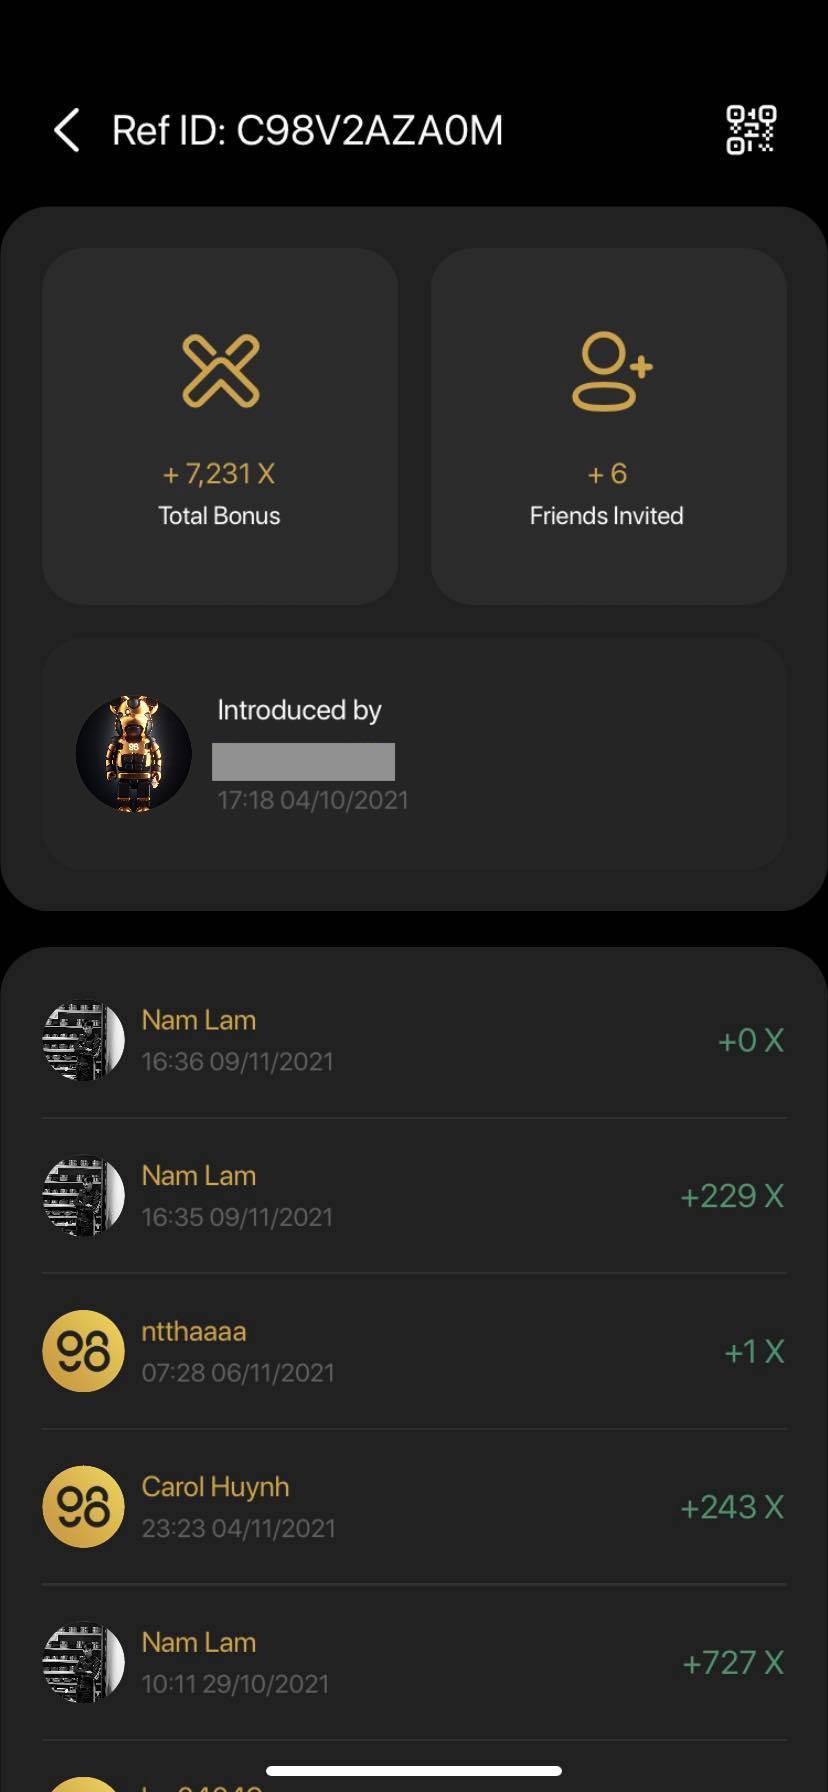 Ref ID: C98V2AZA0M
+ 7,231 X
Total Bonus
+ 6
Friends Invited
Introduced by
17:18 04/10/2021
Nam Lam
16:36 09/11/2021
+0 X
Nam Lam
16:35 09/11/2021
+229 X
ntthaaaa
07:28 06/11/2021
+1 X
Carol Huynh
23:23 04/11/2021
+243 X
Nam Lam
10:11 29/10/2021
+727 X